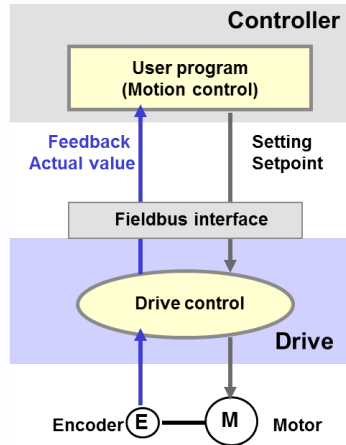 Controller
User program
(Motion control)
Feedback
Actual value
Setting
Setpoint
Fieldbus interface
Drive control
Drive
Encoder
E
M
Motor